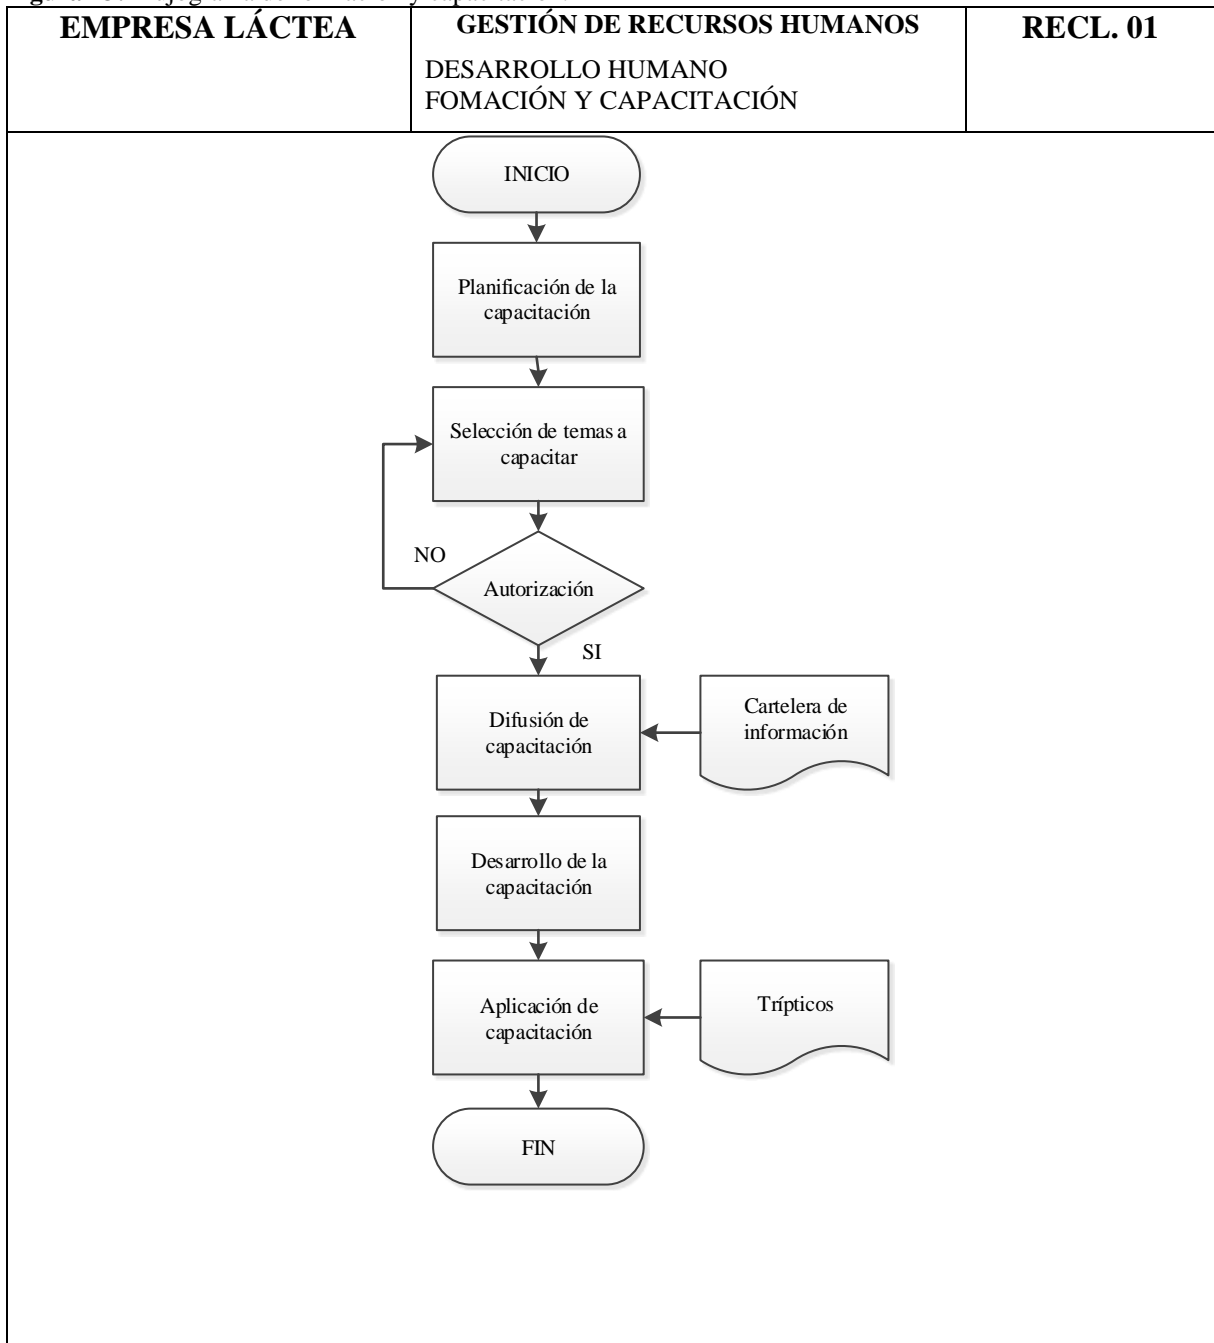 EMPRESA LÁCTEA
GESTIÓN DE RECURSOS HUMANOS
DESARROLLO HUMANO
FOMACIÓN Y CAPACITACIÓN
RECL. 01
INICIO
Planificación de la
capacitación
Selección de temas a
capacitar
NO
Autorización
SI
Difusión de
capacitación
Cartelera de
información
Desarrollo de la
capacitación
Aplicación de
capacitación
Trípticos
FIN